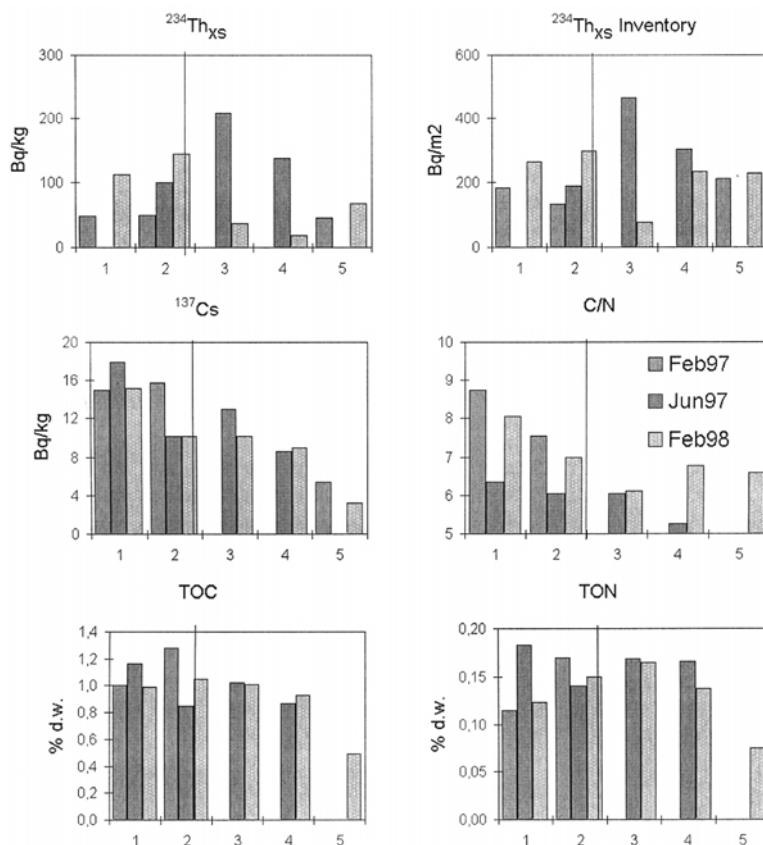 234Thxs
300
200
100
0
Bq/kg
1 2 3 4 5
234Thxs Inventory
600
400
200
0
Bq/m2
1 2 3 4 5
137Cs
20
16
12
8
4
0
Bq/kg
1 2 3 4 5
C/N
10
9
8
7
6
5
Feb97
Jun97
Feb98
1 2 3 4 5
TOC
1,4
1,2
1,0
0,8
0,6
0,4
0,2
0,0
% d.w.
1 2 3 4 5
TON
0,20
0,15
0,10
0,05
0,00
% d.w.
1 2 3 4 5